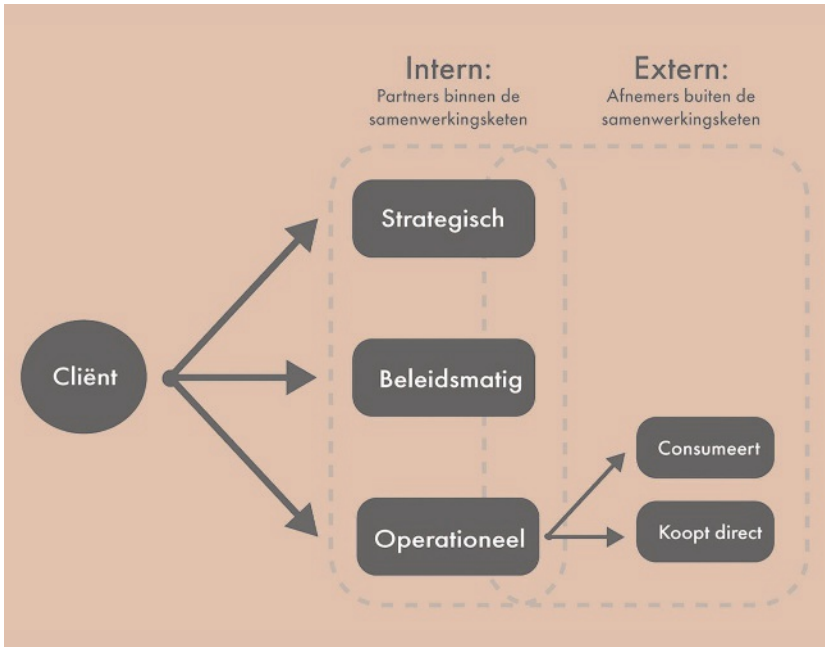 Intern:
Partners binnen de
samenwerkingsketen
Extern:
Afnemers buiten de
samenwerkingsketen
Strategisch
Cliënt
Beleidsmatig
Consumeert
Operationeel
Koopt direct